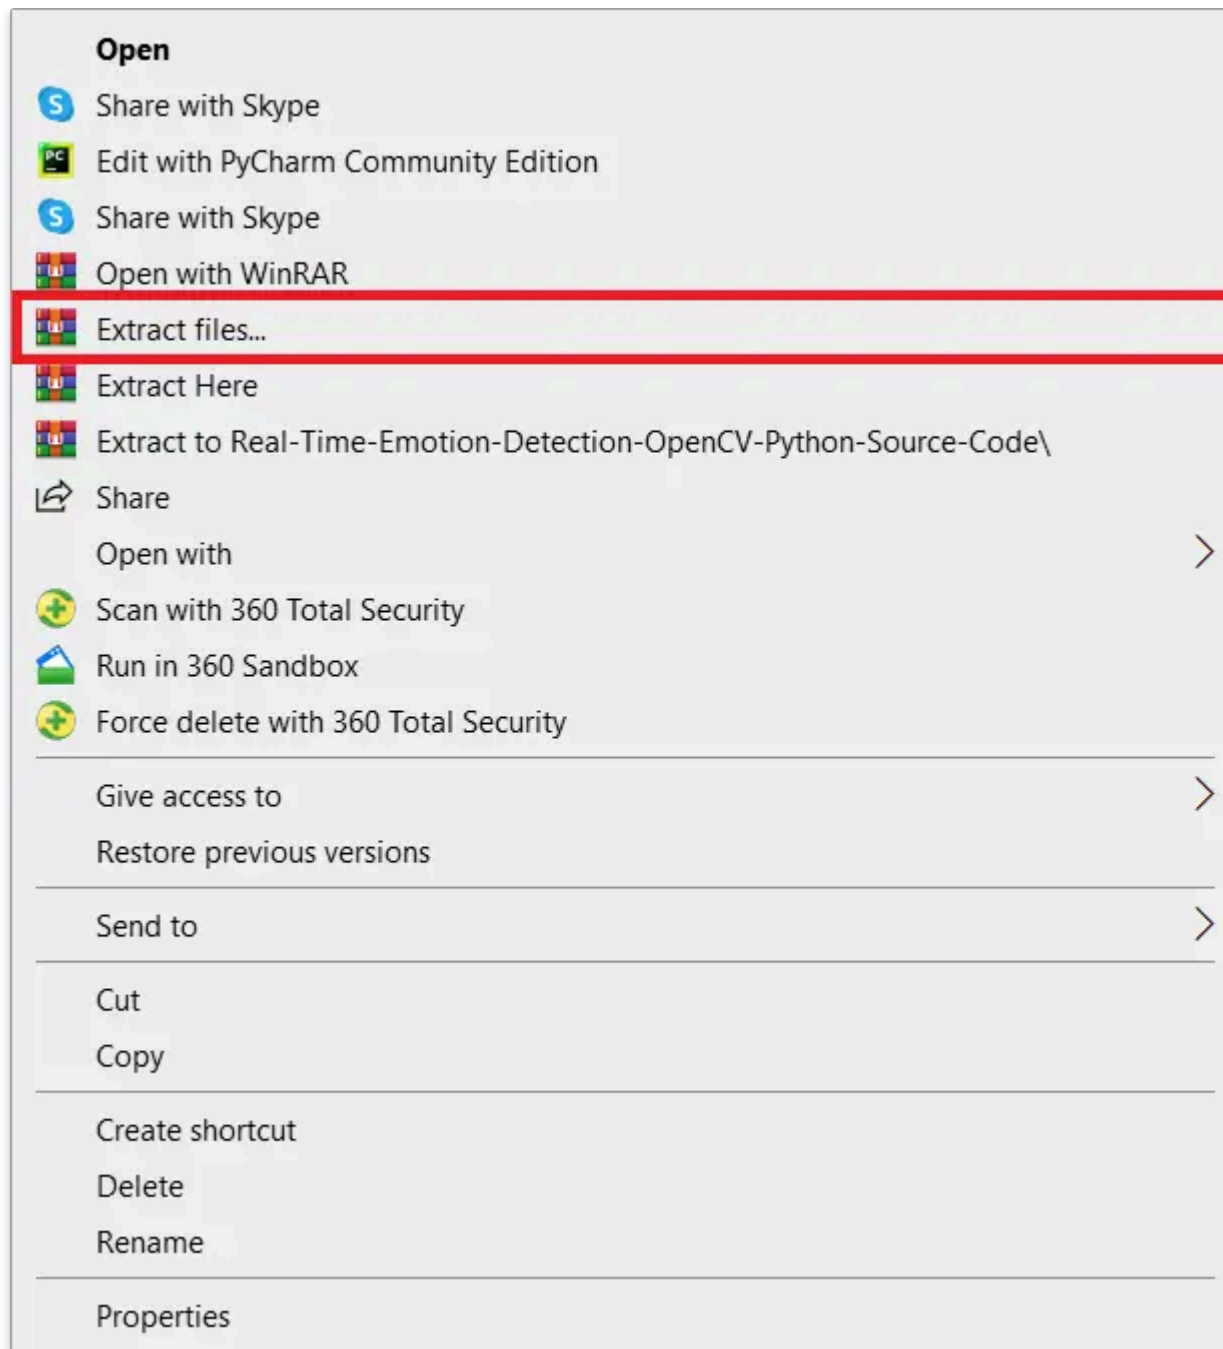 Open
Share with Skype
Edit with PyCharm Community Edition
Share with Skype
Open with WinRAR
Extract files...
Extract Here
Extract to Real-Time-Emotion-Detection-OpenCV-Python-Source-Code\
Share
Open with
Scan with 360 Total Security
Run in 360 Sandbox
Force delete with 360 Total Security
Give access to
Restore previous versions
Send to
Cut
Copy
Create shortcut
Delete
Rename
Properties